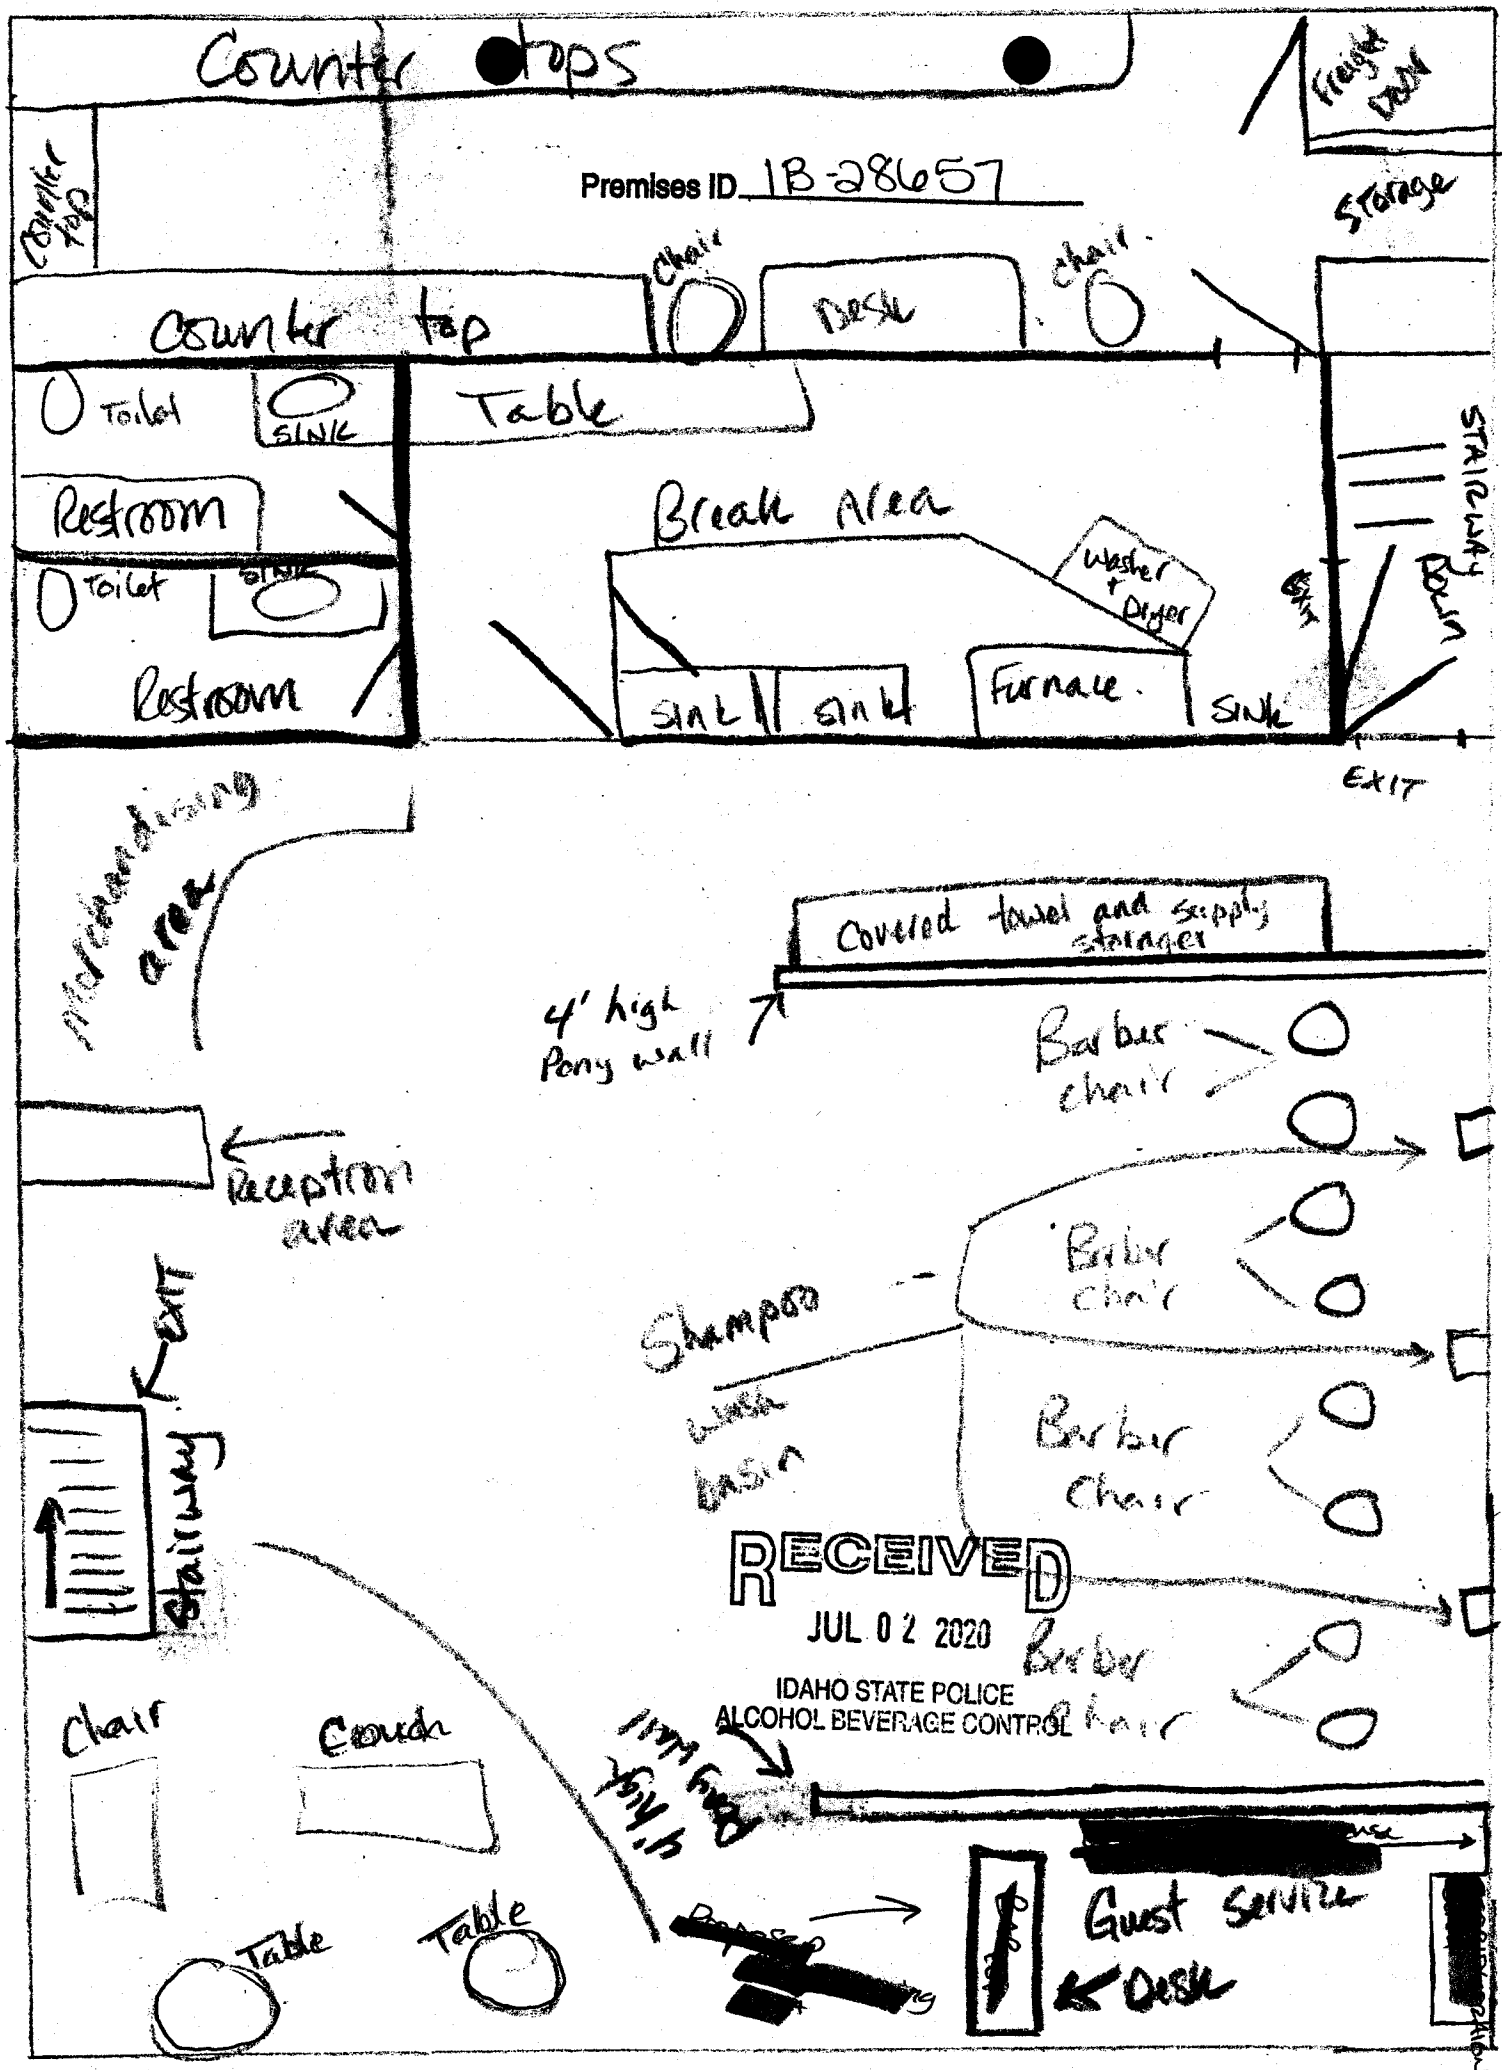 Counter tops
Freight
Door
Counter
top
Premises ID 1B-28657
Storage
Chair
Desk
chair.
Counter top
Toilet
SINK
Table
Restroom
Break Area
STAIRWAY
DOWN
Toilet
SINK
Washer
+
Dryer
EXIT
Restroom
sink
sink
Furnace.
SINK
EXIT
Merchandising
area
Covered towel and supply
storage
4' high
Pony wall
Barber
chair
Reception
area
Barber
chair
EXIT
Shampoo
wash
basin
Stairway
Barber
chair
RECEIVED
JUL 02 2020
IDAHO STATE POLICE
ALCOHOL BEVERAGE CONTROL
Barber
chair
Chair
Couch
4' high
Pony Wall
Guest Service
Desk
Table
Table